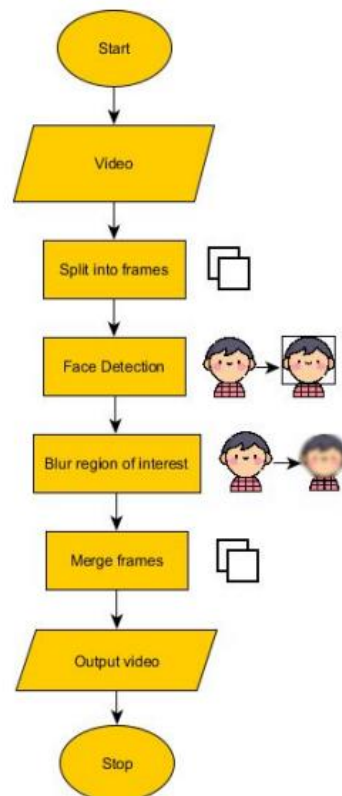 Start
Video
Split into frames
Face Detection
Blur region of interest
Merge frames
Output video
Stop